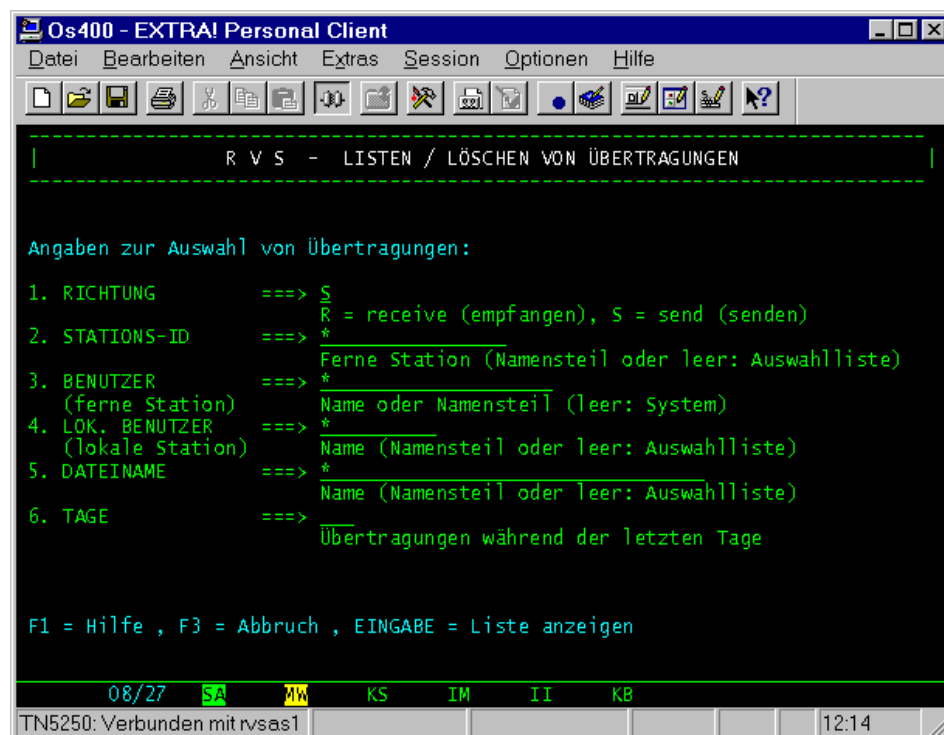 Os400 - EXTRA! Personal Client
Datei Bearbeiten Ansicht Extras Session Optionen Hilfe
R V S - LISTEN / LÖSCHEN VON ÜBERTRAGUNGEN
Angaben zur Auswahl von Übertragungen:
1. RICHTUNG ===> S
R = receive (empfangen), S = send (senden)
2. STATIONS-ID ===> *
Ferne Station (Namensteil oder leer: Auswahlliste)
3. BENUTZER ===> *
(ferne Station) Name oder Namensteil (leer: System)
4. LOK. BENUTZER ===> *
(lokale Station) Name (Namensteil oder leer: Auswahlliste)
5. DATEINAME ===> *
Name (Namensteil oder leer: Auswahlliste)
6. TAGE ===>
Übertragungen während der letzten Tage
F1 = Hilfe , F3 = Abbruch , EINGABE = Liste anzeigen
08/27 SA MW KS IM II KB
TN5250: Verbunden mit rvsas1 12:14